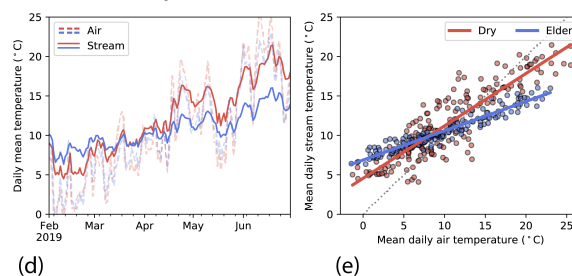 Daily mean temperature (°C)
25
20
15
10
5
0
Air
Stream
Feb
2019
Mar
Apr
May
Jun
(d)
Mean daily stream temperature (°C)
25
20
15
10
5
0
Dry
Elder
0
5
10
15
20
25
Mean daily air temperature (°C)
(e)